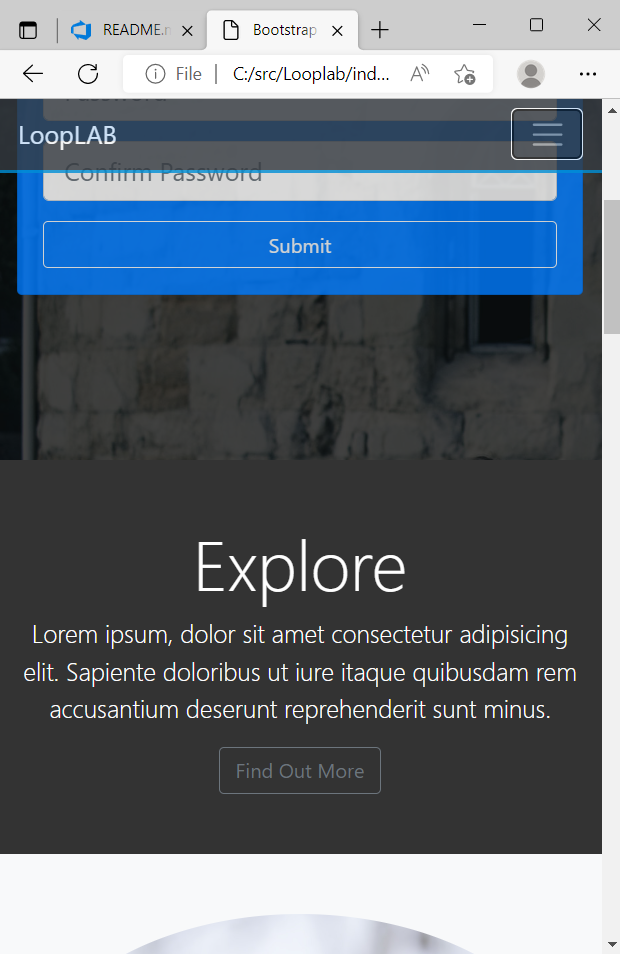 README.m
Bootstrap
File
C:/src/Looplab/ind...
Password
LoopLAB
Confirm Password
Submit
Explore
Lorem ipsum, dolor sit amet consectetur adipisicing
elit. Sapiente doloribus ut iure itaque quibusdam rem
accusantium deserunt reprehenderit sunt minus.
Find Out More